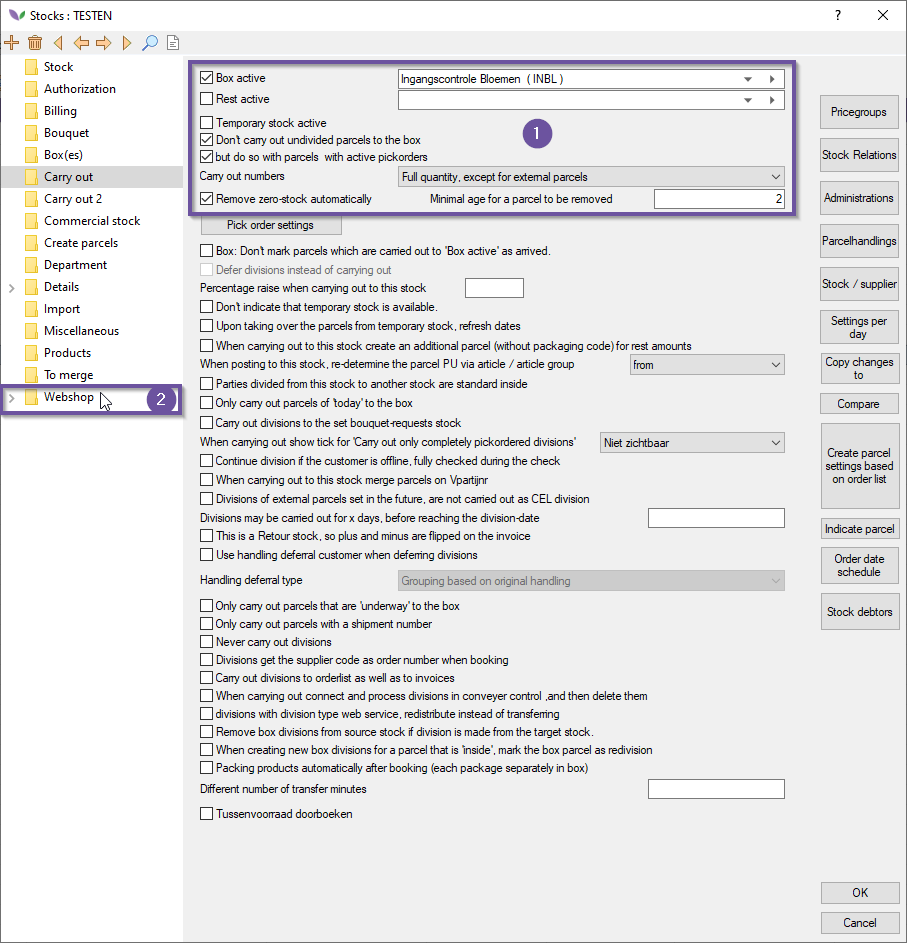 Stocks : TESTEN
?
Stock
Authorization
Billing
Bouquet
Box(es)
Carry out
Carry out 2
Commercial stock
Create parcels
Department
Details
Import
Miscellaneous
Products
To merge
Webshop
2
Box active
Ingangscontrole Bloemen ( INBL )
Rest active
Temporary stock active
1
Don't carry out undivided parcels to the box
but do so with parcels with active pickorders
Carry out numbers
Full quantity, except for external parcels
Remove zero-stock automatically
Minimal age for a parcel to be removed
2
Pick order settings
Box: Don't mark parcels which are carried out to 'Box active' as arrived.
Defer divisions instead of carrying out
Percentage raise when carrying out to this stock
Don't indicate that temporary stock is available.
Upon taking over the parcels from temporary stock, refresh dates
When carrying out to this stock create an additional parcel (without packaging code) for rest amounts
When posting to this stock, re-determine the parcel PU via article / article group
from
Parties divided from this stock to another stock are standard inside
Only carry out parcels of 'today' to the box
Carry out divisions to the set bouquet-requests stock
When carrying out show tick for 'Carry out only completely pickordered divisions'
Niet zichtbaar
Continue division if the customer is offline, fully checked during the check
When carrying out to this stock merge parcels on Vpartijnr
Divisions of external parcels set in the future, are not carried out as CEL division
Divisions may be carried out for x days, before reaching the division-date
This is a Retour stock, so plus and minus are flipped on the invoice
Use handling deferral customer when deferring divisions
Handling deferral type
Grouping based on original handling
Only carry out parcels that are 'underway' to the box
Only carry out parcels with a shipment number
Never carry out divisions
Divisions get the supplier code as order number when booking
Carry out divisions to orderlist as well as to invoices
When carrying out connect and process divisions in conveyer control ,and then delete them
divisions with division type web service, redistribute instead of transferring
Remove box divisions from source stock if division is made from the target stock.
When creating new box divisions for a parcel that is 'inside', mark the box parcel as redivision
Packing products automatically after booking (each package separately in box)
Different number of transfer minutes
Tussenvoorraad doorboeken
Pricegroups
Stock Relations
Administrations
Parcelhandlings
Stock / supplier
Settings per
day
Copy changes
to
Compare
Create parcel
settings based
on order list
Indicate parcel
Order date
schedule
Stock debtors
OK
Cancel